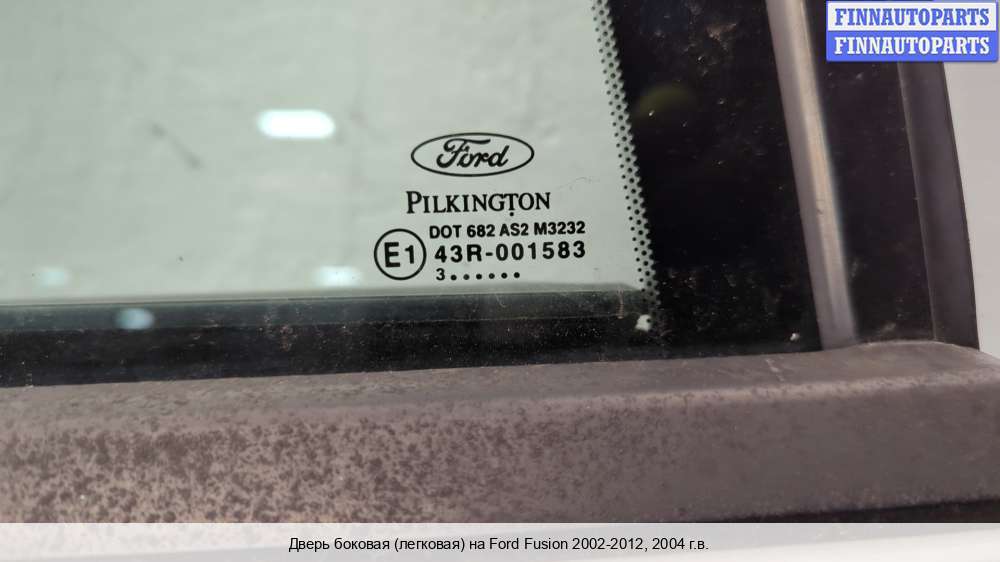 FINNAUTOPARTS
FINNAUTOPARTS
Ford
PILKINGTON
DOT 682 AS2 M3232
E1 43R-001583
3......
Дверь боковая (легковая) на Ford Fusion 2002-2012, 2004 г.в.